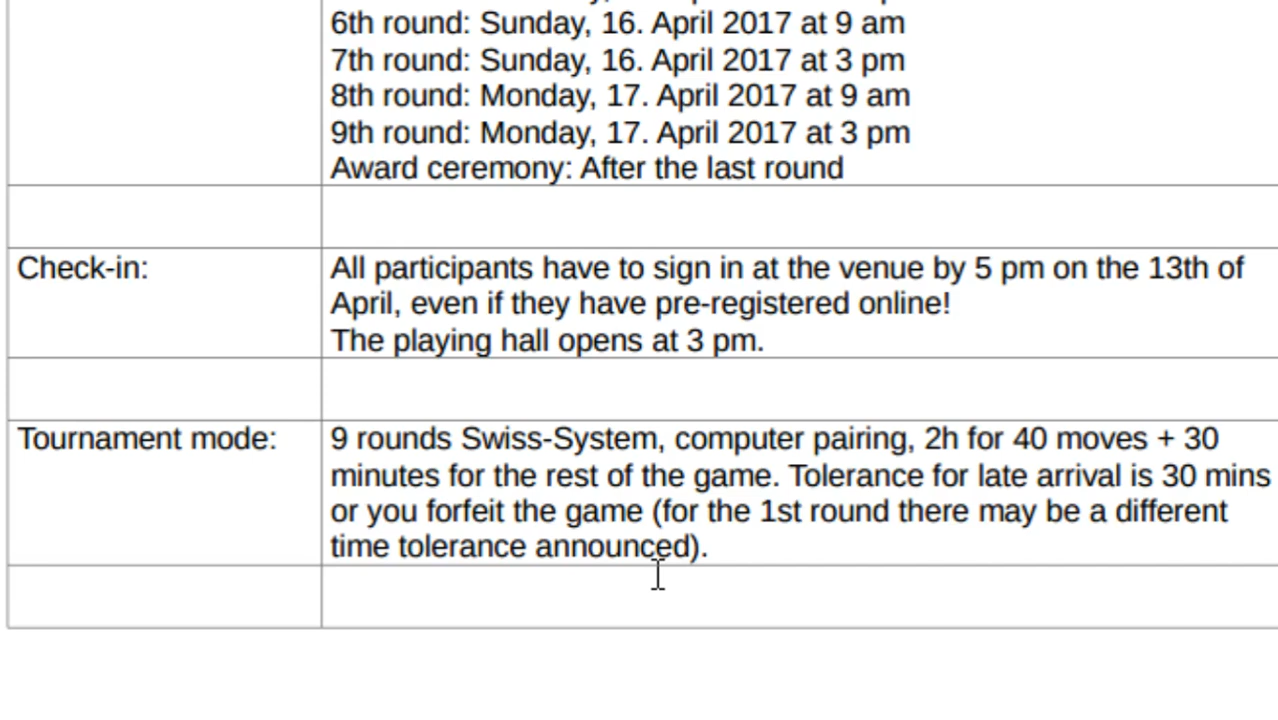 6th round: Sunday, 16. April 2017 at 9 am
7th round: Sunday, 16. April 2017 at 3 pm
8th round: Monday, 17. April 2017 at 9 am
9th round: Monday, 17. April 2017 at 3 pm
Award ceremony: After the last round
Check-in:
All participants have to sign in at the venue by 5 pm on the 13th of
April, even if they have pre-registered online!
The playing hall opens at 3 pm.
Tournament mode:
9 rounds Swiss-System, computer pairing, 2h for 40 moves + 30
minutes for the rest of the game. Tolerance for late arrival is 30 mins
or you forfeit the game (for the 1st round there may be a different
time tolerance announced).